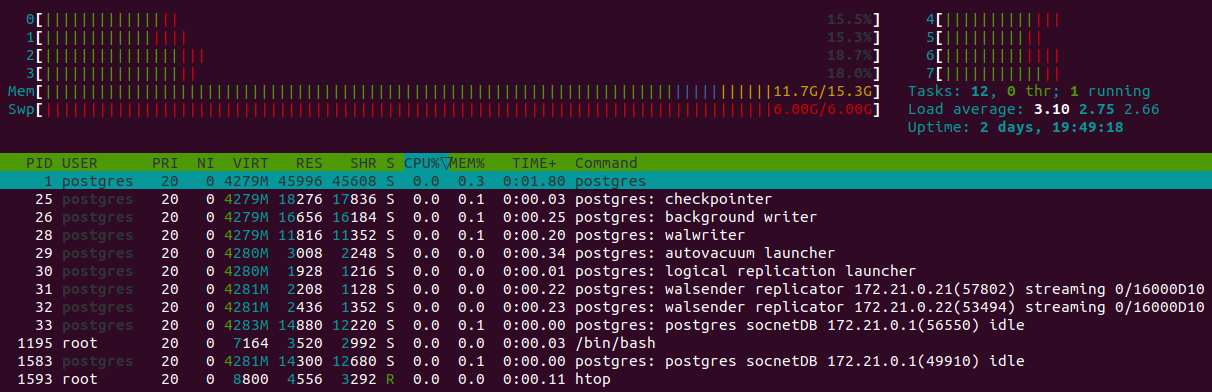 0[||||||||||||||| 15.5%] 4[|||||||||||||
1[|||||||||||||||| 15.3%] 5[|||||||||||
2[|||||||||||||||||| 18.7%] 6[|||||||||||||
3[||||||||||||||||| 18.0%] 7[|||||||||||||
Mem[||||||||||||||||||||||||||||||||||||||||||||||||||||||||||||||||||||||||||||||||11.7G/15.3G] Tasks: 12, 0 thr; 1 running
Swp[||||||||||||||||||||||||||||||||||||||||||||||||||||||||||||||||||||||||||||||||6.00G/6.00G] Load average: 3.10 2.75 2.66
Uptime: 2 days, 19:49:18
PID USER PRI NI VIRT RES SHR S CPU%▽MEM% TIME+ Command
1 postgres 20 0 4279M 45996 45608 S 0.0 0.3 0:01.80 postgres
25 postgres 20 0 4279M 18276 17836 S 0.0 0.1 0:00.03 postgres: checkpointer
26 postgres 20 0 4279M 16656 16184 S 0.0 0.1 0:00.25 postgres: background writer
28 postgres 20 0 4279M 11816 11352 S 0.0 0.1 0:00.20 postgres: walwriter
29 postgres 20 0 4280M 3008 2248 S 0.0 0.0 0:00.34 postgres: autovacuum launcher
30 postgres 20 0 4280M 1928 1216 S 0.0 0.0 0:00.01 postgres: logical replication launcher
31 postgres 20 0 4281M 2208 1128 S 0.0 0.0 0:00.22 postgres: walsender replicator 172.21.0.21(57802) streaming 0/16000D10
32 postgres 20 0 4281M 2436 1352 S 0.0 0.0 0:00.23 postgres: walsender replicator 172.21.0.22(53494) streaming 0/16000D10
33 postgres 20 0 4283M 14880 12220 S 0.0 0.1 0:00.00 postgres: postgres socnetDB 172.21.0.1(56550) idle
1195 root 20 0 7164 3520 2992 S 0.0 0.0 0:00.03 /bin/bash
1583 postgres 20 0 4281M 14300 12680 S 0.0 0.1 0:00.00 postgres: postgres socnetDB 172.21.0.1(49910) idle
1593 root 20 0 8800 4556 3292 R 0.0 0.0 0:00.11 htop